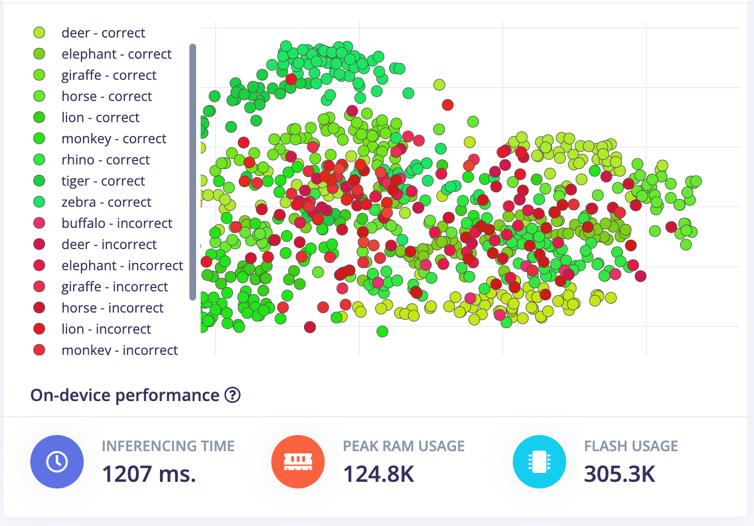 deer - correct
elephant - correct
giraffe - correct
horse - correct
lion - correct
monkey - correct
rhino - correct
tiger - correct
zebra - correct
buffalo - incorrect
deer - incorrect
elephant - incorrect
giraffe - incorrect
horse - incorrect
lion - incorrect
monkey - incorrect
On-device performance ?
INFERENCING TIME
1207 ms.
PEAK RAM USAGE
124.8K
FLASH USAGE
305.3K